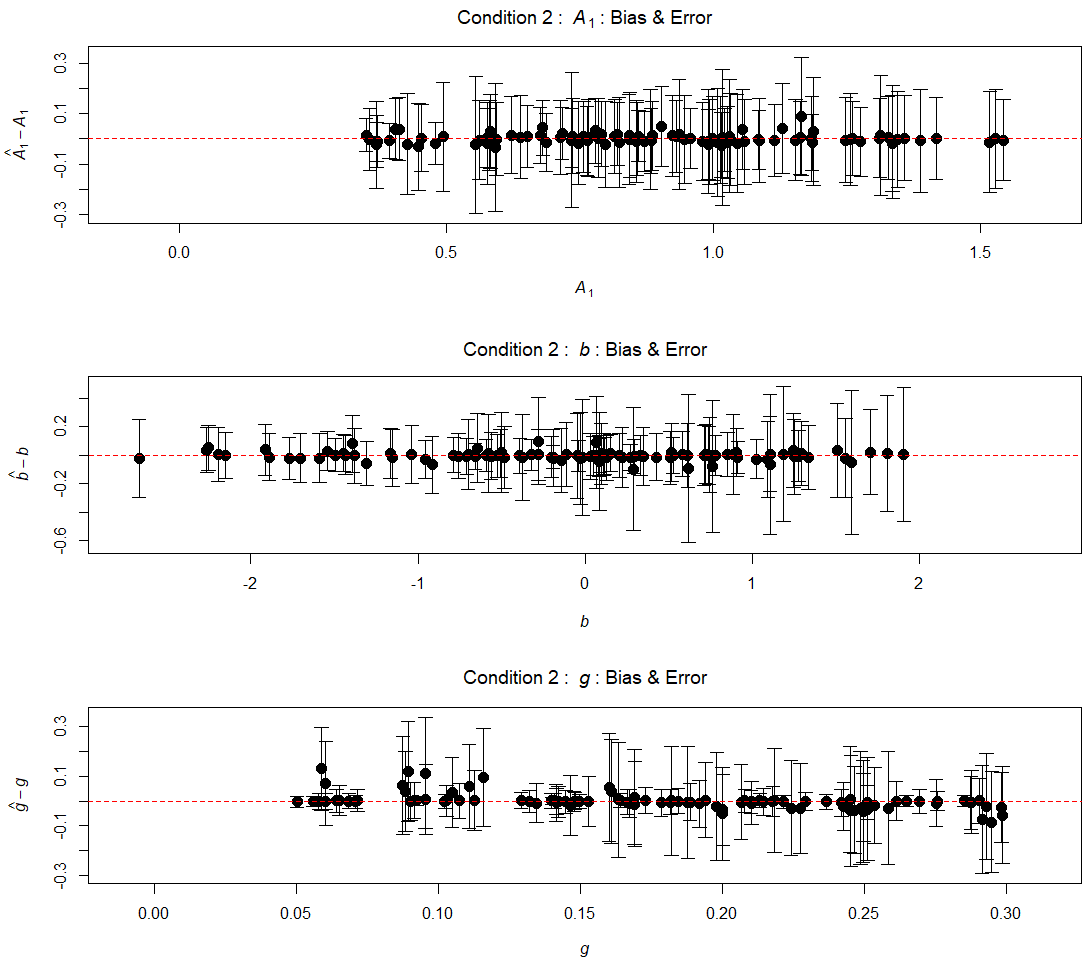 Condition 2 : A1 : Bias & Error
0.3
0.1
-0.1
-0.3
Â1 − A1
0.0 0.5 1.0 1.5
A1
Condition 2 : b : Bias & Error
0.2
-0.2
-0.6
b̂ − b
-2 -1 0 1 2
b
Condition 2 : g : Bias & Error
0.3
0.1
-0.1
-0.3
ĝ − g
0.00 0.05 0.10 0.15 0.20 0.25 0.30
g